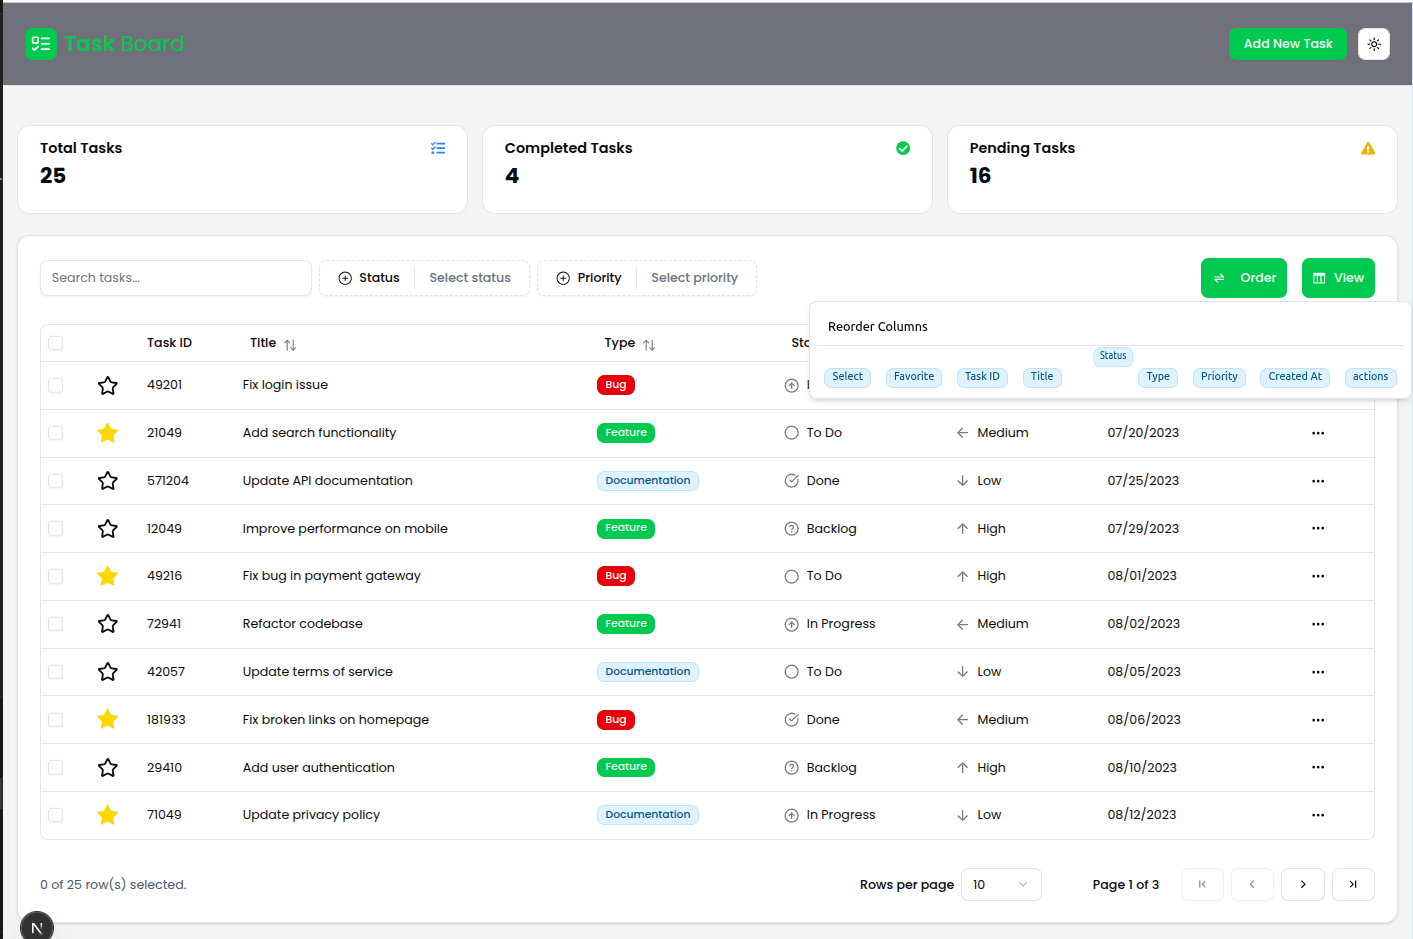 Task Board
Add New Task
Total Tasks
25
Completed Tasks
4
Pending Tasks
16
Search tasks...
Status Select status
Priority Select priority
Order
View
Reorder Columns
Status
Select Favorite Task ID Title Type Priority Created At actions
Task ID Title Type
49201 Fix login issue Bug
21049 Add search functionality Feature To Do Medium 07/20/2023
571204 Update API documentation Documentation Done Low 07/25/2023
12049 Improve performance on mobile Feature Backlog High 07/29/2023
49216 Fix bug in payment gateway Bug To Do High 08/01/2023
72941 Refactor codebase Feature In Progress Medium 08/02/2023
42057 Update terms of service Documentation To Do Low 08/05/2023
181933 Fix broken links on homepage Bug Done Medium 08/06/2023
29410 Add user authentication Feature Backlog High 08/10/2023
71049 Update privacy policy Documentation In Progress Low 08/12/2023
0 of 25 row(s) selected.
Rows per page 10
Page 1 of 3
N